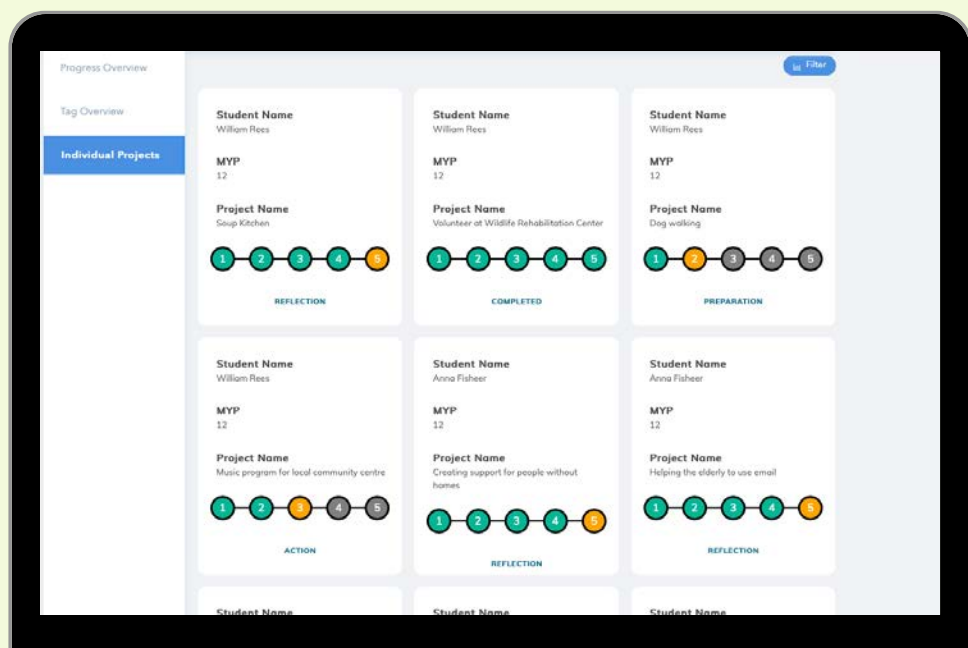 Progress Overview
Tag Overview
Individual Projects
Filter
Student Name
William Rees
MYP
12
Project Name
Soup Kitchen
1 2 3 4 5
REFLECTION
Student Name
William Rees
MYP
12
Project Name
Volunteer at Wildlife Rehabilitation Center
1 2 3 4 5
COMPLETED
Student Name
William Rees
MYP
12
Project Name
Dog walking
1 2 3 4 5
PREPARATION
Student Name
William Rees
MYP
12
Project Name
Music program for local community centre
1 2 3 4 5
ACTION
Student Name
Anna Fisheer
MYP
12
Project Name
Creating support for people without
homes
1 2 3 4 5
REFLECTION
Student Name
Anna Fisheer
MYP
12
Project Name
Helping the elderly to use email
1 2 3 4 5
REFLECTION
Student Name
Student Name
Student Name